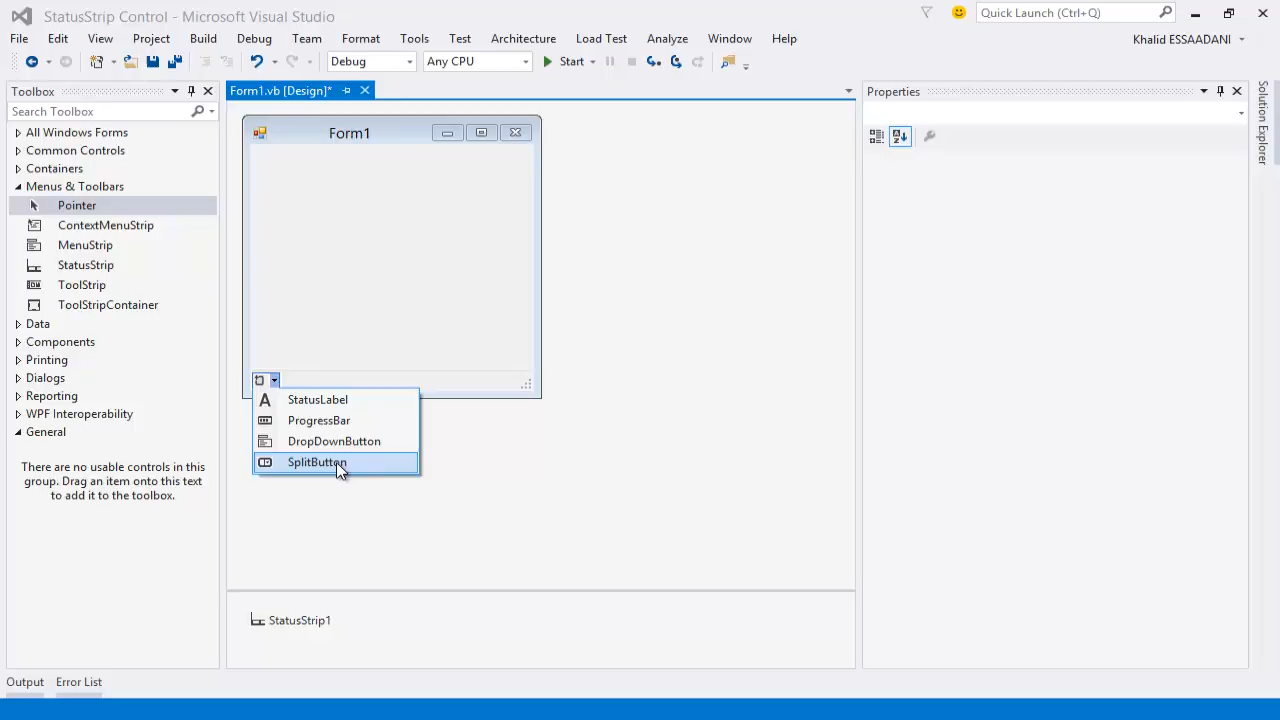 StatusStrip Control - Microsoft Visual Studio
Quick Launch (Ctrl+Q)
File Edit View Project Build Debug Team Format Tools Test Architecture Load Test Analyze Window Help
Khalid ESSAADANI
Debug Any CPU Start
Toolbox
Search Toolbox
All Windows Forms
Common Controls
Containers
Menus & Toolbars
Pointer
ContextMenuStrip
MenuStrip
StatusStrip
ToolStrip
ToolStripContainer
Data
Components
Printing
Dialogs
Reporting
WPF Interoperability
General
There are no usable controls in this
group. Drag an item onto this text
to add it to the toolbox.
Form1.vb [Design]*
Form1
A StatusLabel
ProgressBar
DropDownButton
SplitButton
StatusStrip1
Properties
Solution Explorer
Output Error List